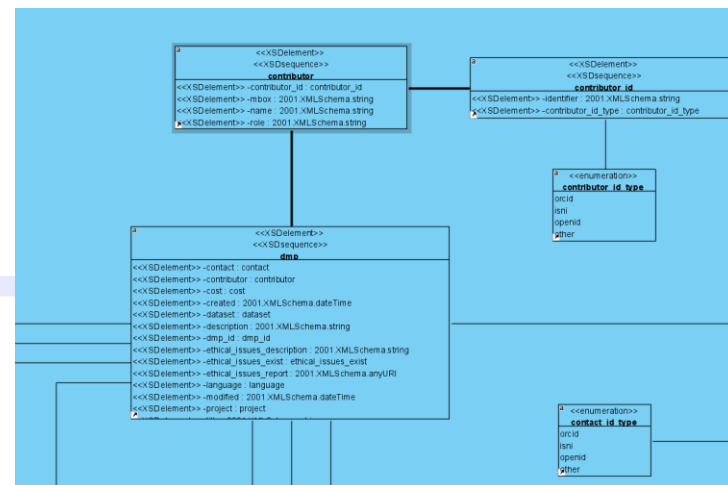 <<XSDelement>>
<<XSDsequence>>
contributor
<<XSDelement>> -contributor_id : contributor_id
<<XSDelement>> -mbox : 2001.XMLSchema.string
<<XSDelement>> -name : 2001.XMLSchema.string
<<XSDelement>> -role : 2001.XMLSchema.string
<<XSDelement>>
<<XSDsequence>>
contributor_id
<<XSDelement>> -identifier : 2001.XMLSchema.string
<<XSDelement>> -contributor_id_type : contributor_id_type
<<enumeration>>
contributor_id_type
orcid
isni
openid
other
<<XSDelement>>
<<XSDsequence>>
dmp
<<XSDelement>> -contact : contact
<<XSDelement>> -contributor : contributor
<<XSDelement>> -cost : cost
<<XSDelement>> -created : 2001.XMLSchema.dateTime
<<XSDelement>> -dataset : dataset
<<XSDelement>> -description : 2001.XMLSchema.string
<<XSDelement>> -dmp_id : dmp_id
<<XSDelement>> -ethical_issues_description : 2001.XMLSchema.string
<<XSDelement>> -ethical_issues_exist : ethical_issues_exist
<<XSDelement>> -ethical_issues_report : 2001.XMLSchema.anyURI
<<XSDelement>> -language : language
<<XSDelement>> -modified : 2001.XMLSchema.dateTime
<<XSDelement>> -project : project
<<enumeration>>
contact_id_type
orcid
isni
openid
other